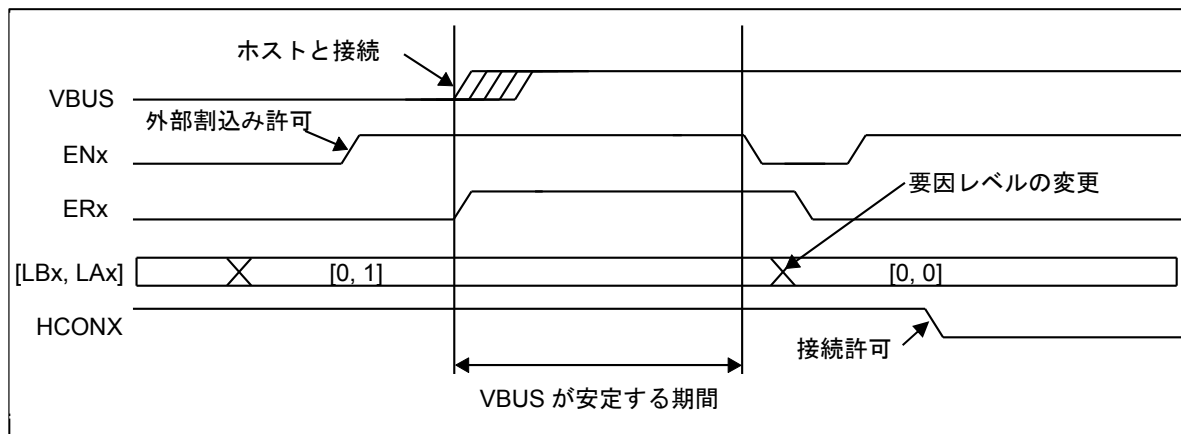 ホストと接続
VBUS
外部割込み許可
ENx
要因レベルの変更
ERx
[LBx, LAx] [0, 1] [0, 0]
HCONX
接続許可
VBUS が安定する期間